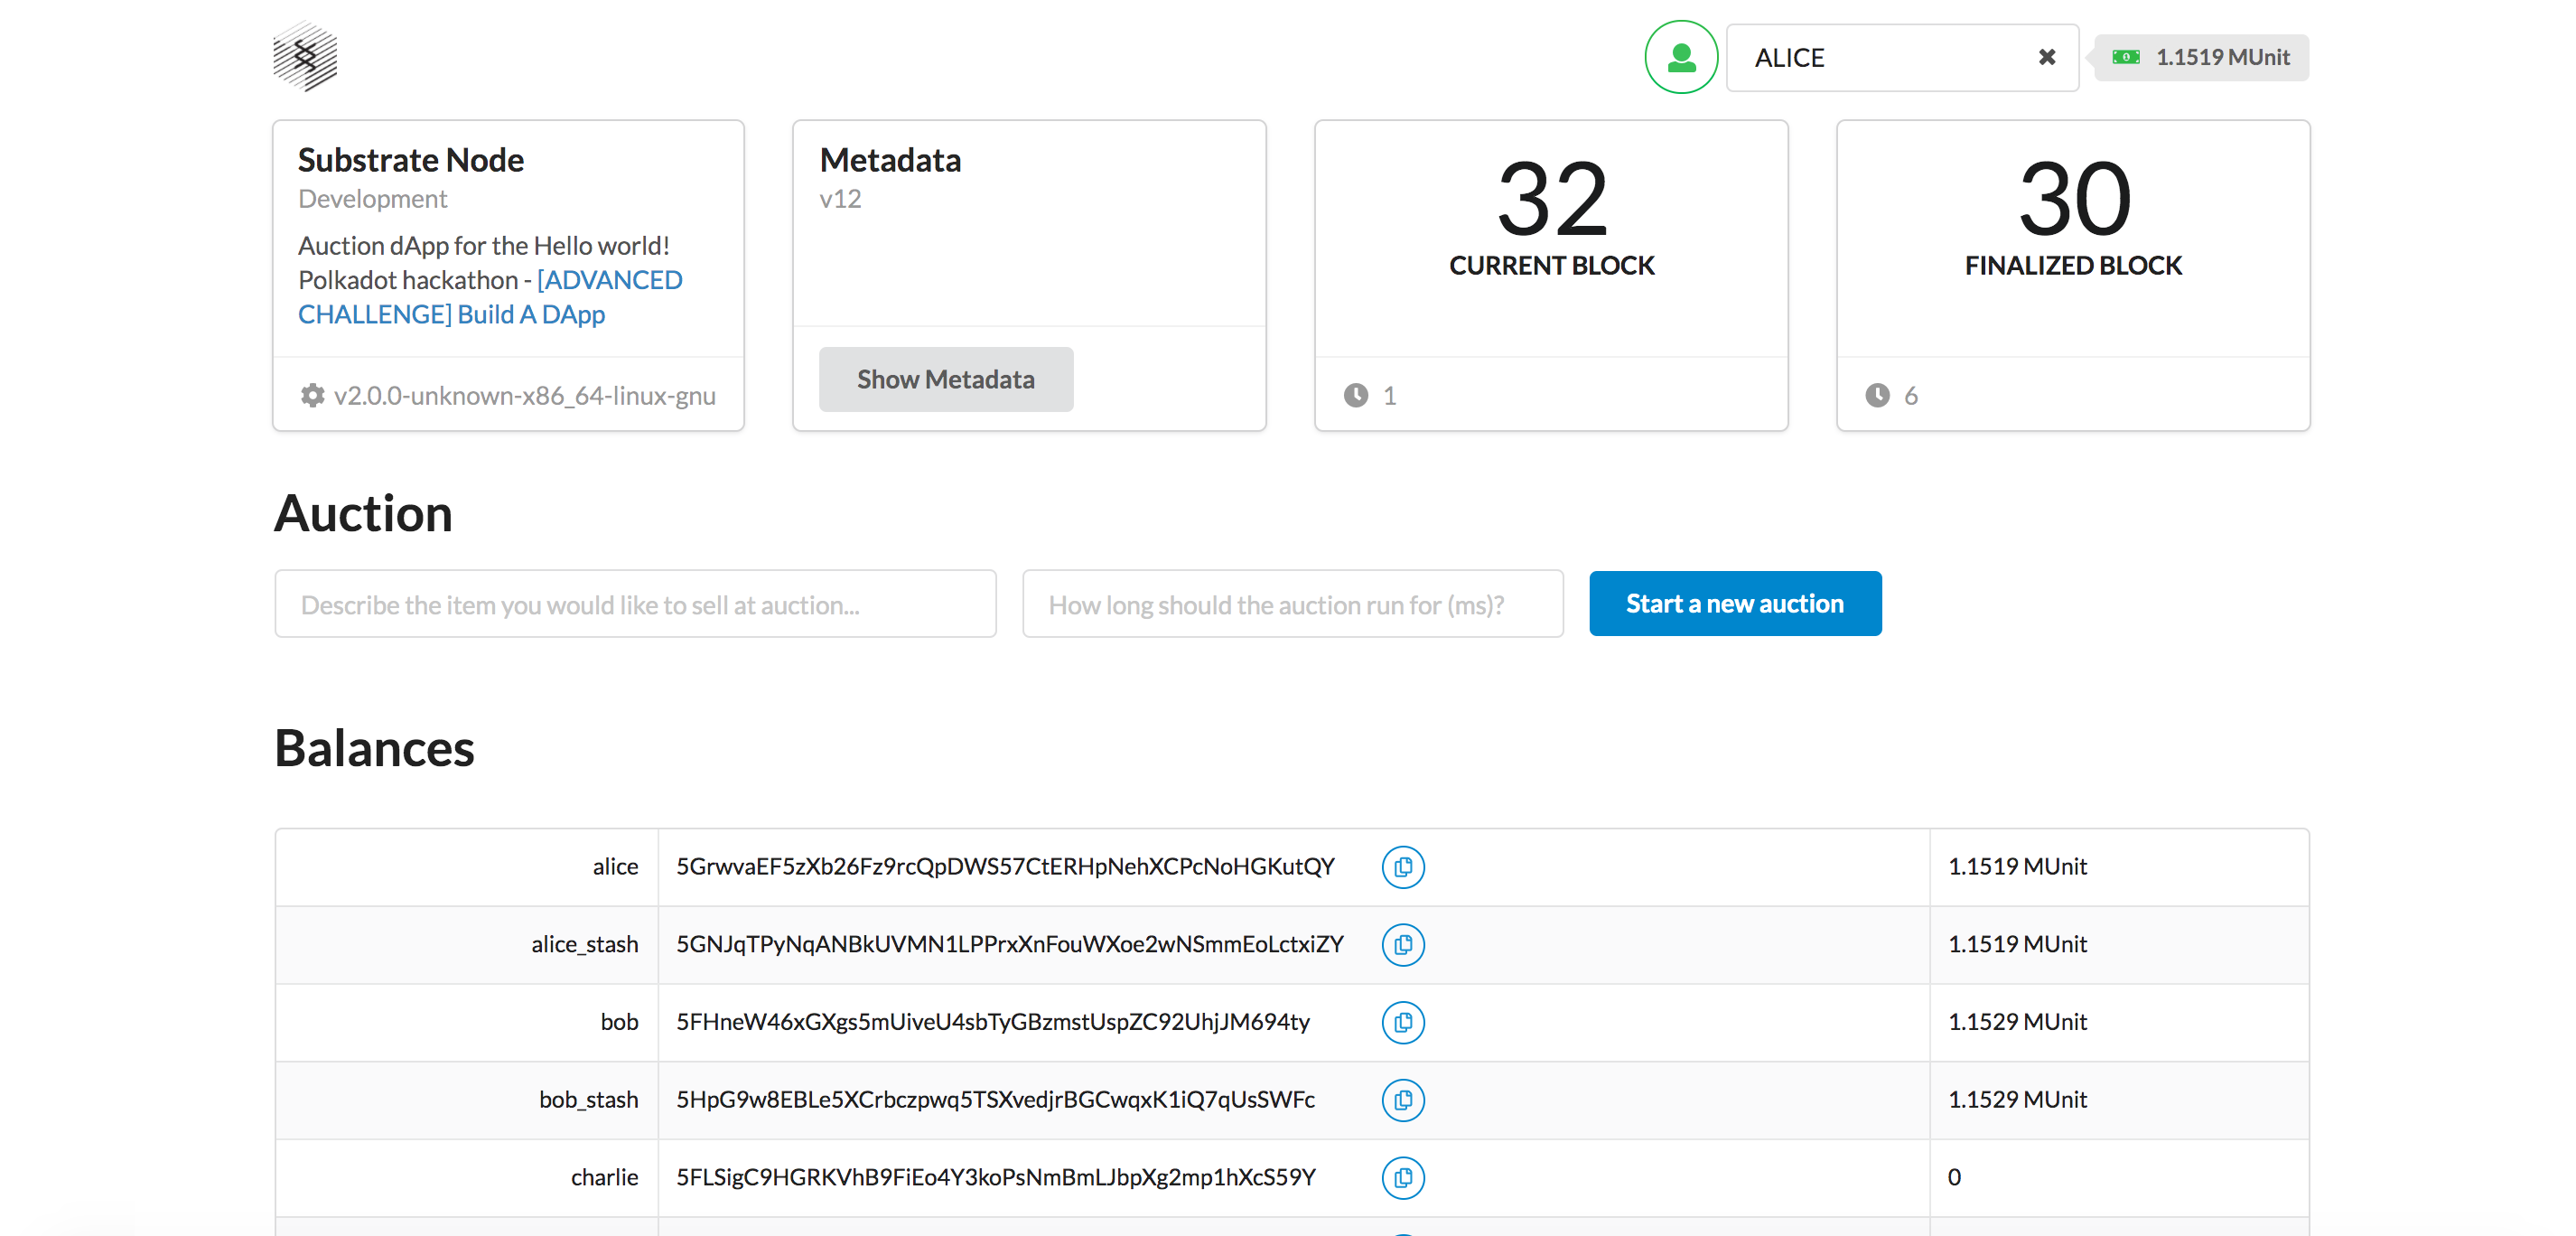 ALICE
1.1519 MUnit
Substrate Node
Development
Auction dApp for the Hello world!
Polkadot hackathon - [ADVANCED
CHALLENGE] Build A DApp
v2.0.0-unknown-x86_64-linux-gnu
Metadata
v12
Show Metadata
32
CURRENT BLOCK
1
30
FINALIZED BLOCK
6
Auction
Describe the item you would like to sell at auction...
How long should the auction run for (ms)?
Start a new auction
Balances
alice 5GrwvaEF5zXb26Fz9rcQpDWS57CtERHpNehXCPcNoHGKutQY 1.1519 MUnit
alice_stash 5GNJqTPyNqANBkUVMN1LPPrxXnFouWXoe2wNSmmEoLctxiZY 1.1519 MUnit
bob 5FHneW46xGXgs5mUiveU4sbTyGBzmstUspZC92UhjJM694ty 1.1529 MUnit
bob_stash 5HpG9w8EBLe5XCrbczpwq5TSXvedjrBGCwqxK1iQ7qUsSWFc 1.1529 MUnit
charlie 5FLSigC9HGRKVhB9FiEo4Y3koPsNmBmLJbpXg2mp1hXcS59Y 0